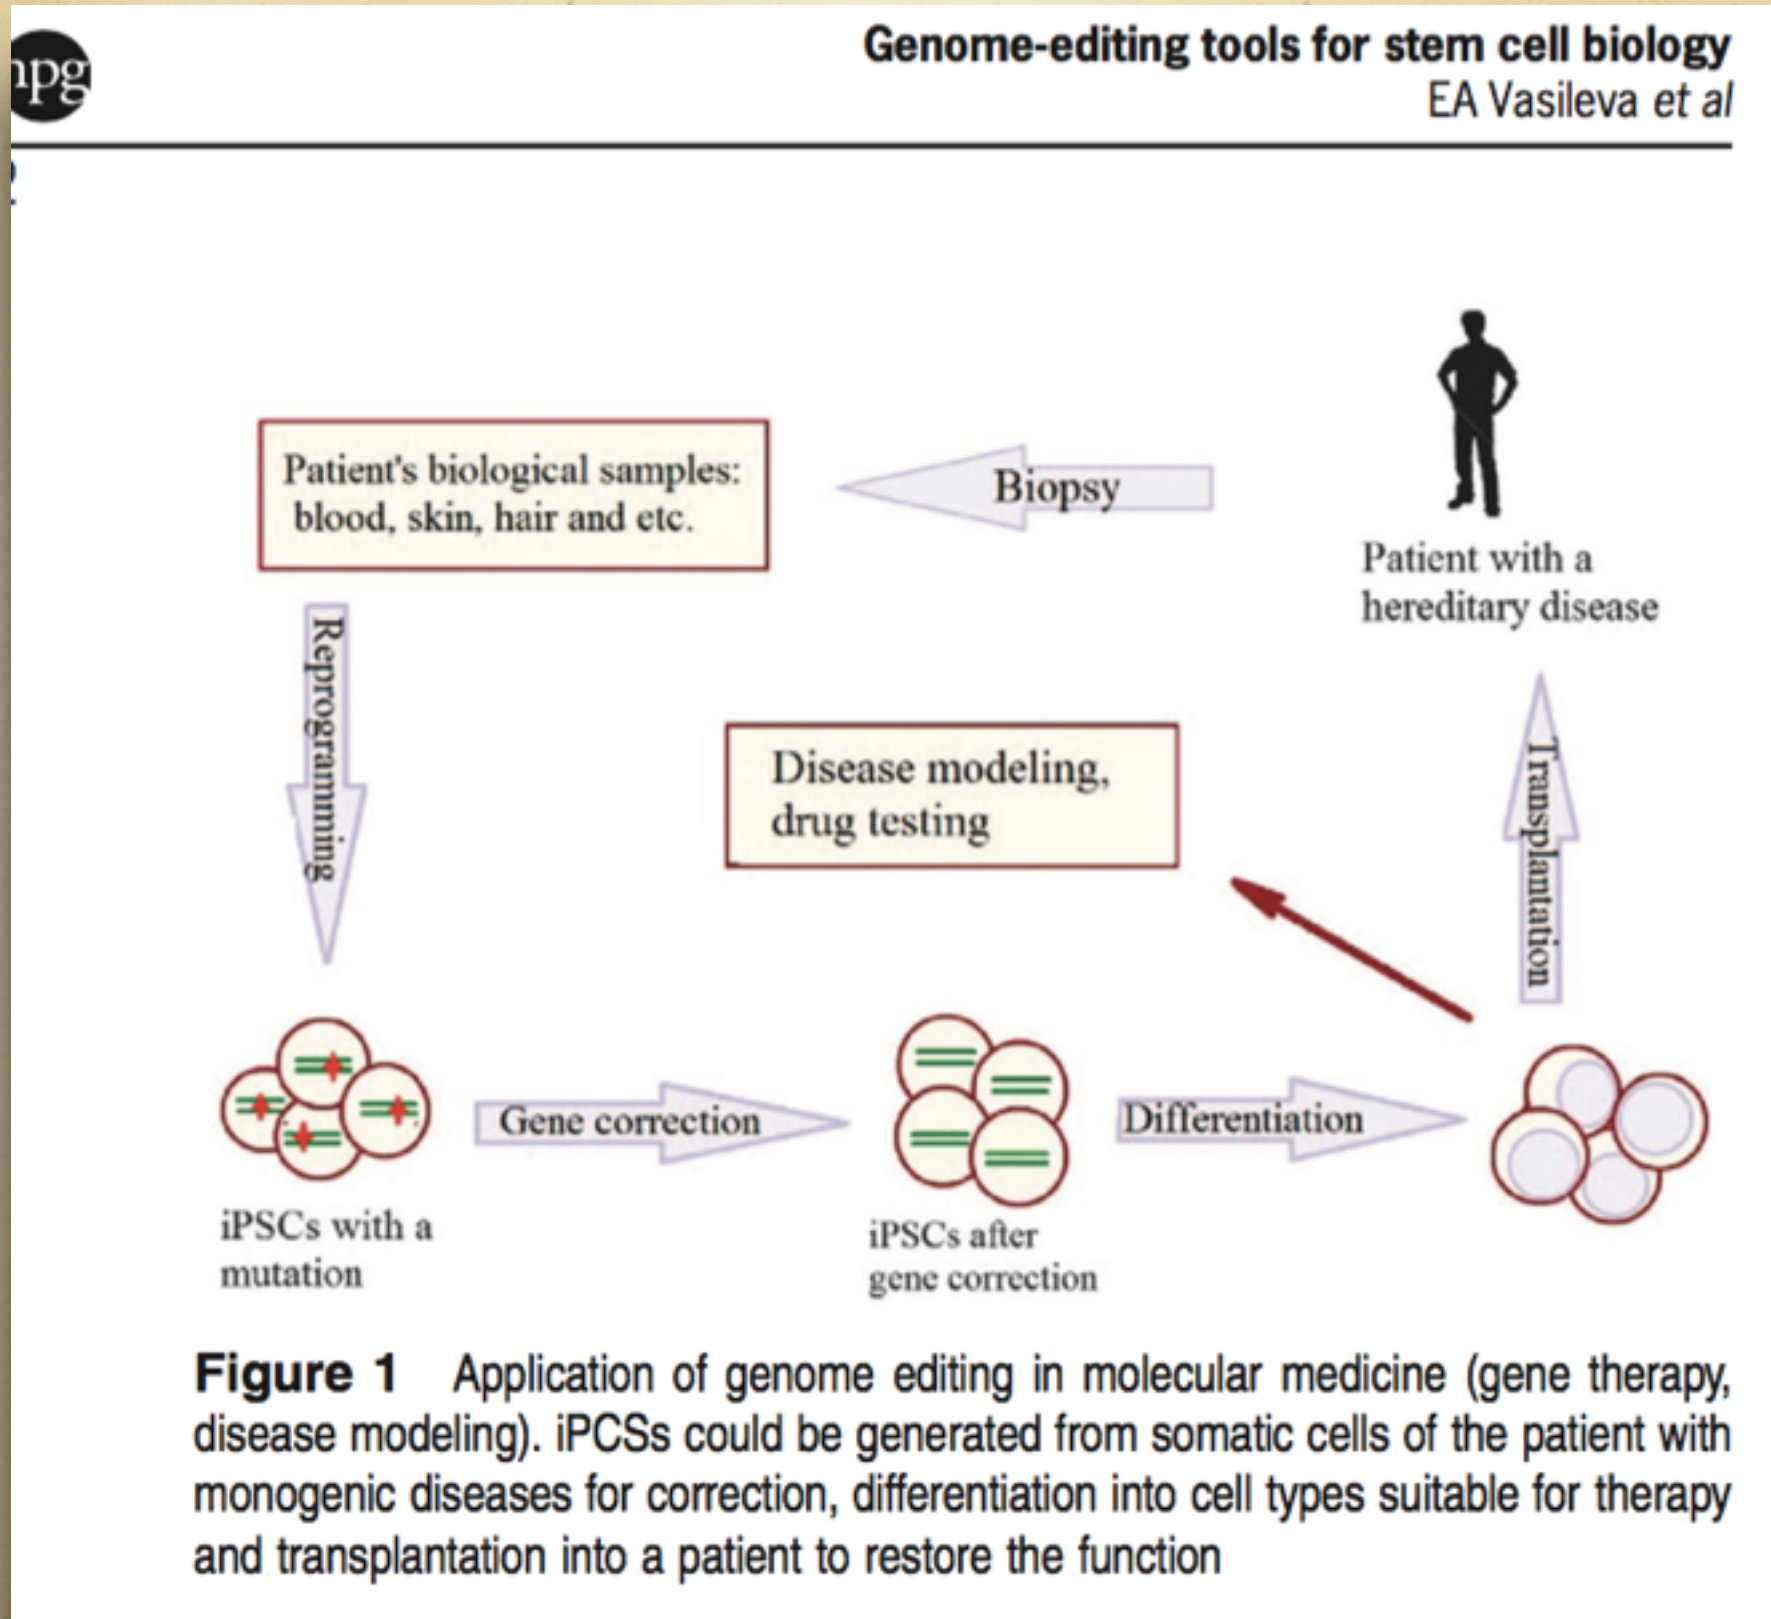 npg
Genome-editing tools for stem cell biology
EA Vasileva et al
Patient's biological samples:
blood, skin, hair and etc.
Biopsy
Patient with a
hereditary disease
Reprogramming
Disease modeling,
drug testing
Transplantation
Gene correction
Differentiation
iPSCs with a
mutation
iPSCs after
gene correction
Figure 1 Application of genome editing in molecular medicine (gene therapy,
disease modeling). iPCSs could be generated from somatic cells of the patient with
monogenic diseases for correction, differentiation into cell types suitable for therapy
and transplantation into a patient to restore the function